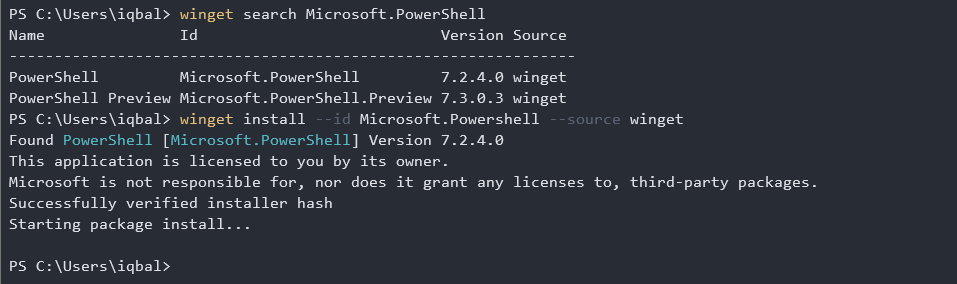 PS C:\Users\iqbal> winget search Microsoft.PowerShell
Name Id Version Source
---------------------------------------------------------------
PowerShell Microsoft.PowerShell 7.2.4.0 winget
PowerShell Preview Microsoft.PowerShell.Preview 7.3.0.3 winget
PS C:\Users\iqbal> winget install --id Microsoft.Powershell --source winget
Found PowerShell [Microsoft.PowerShell] Version 7.2.4.0
This application is licensed to you by its owner.
Microsoft is not responsible for, nor does it grant any licenses to, third-party packages.
Successfully verified installer hash
Starting package install...
PS C:\Users\iqbal>